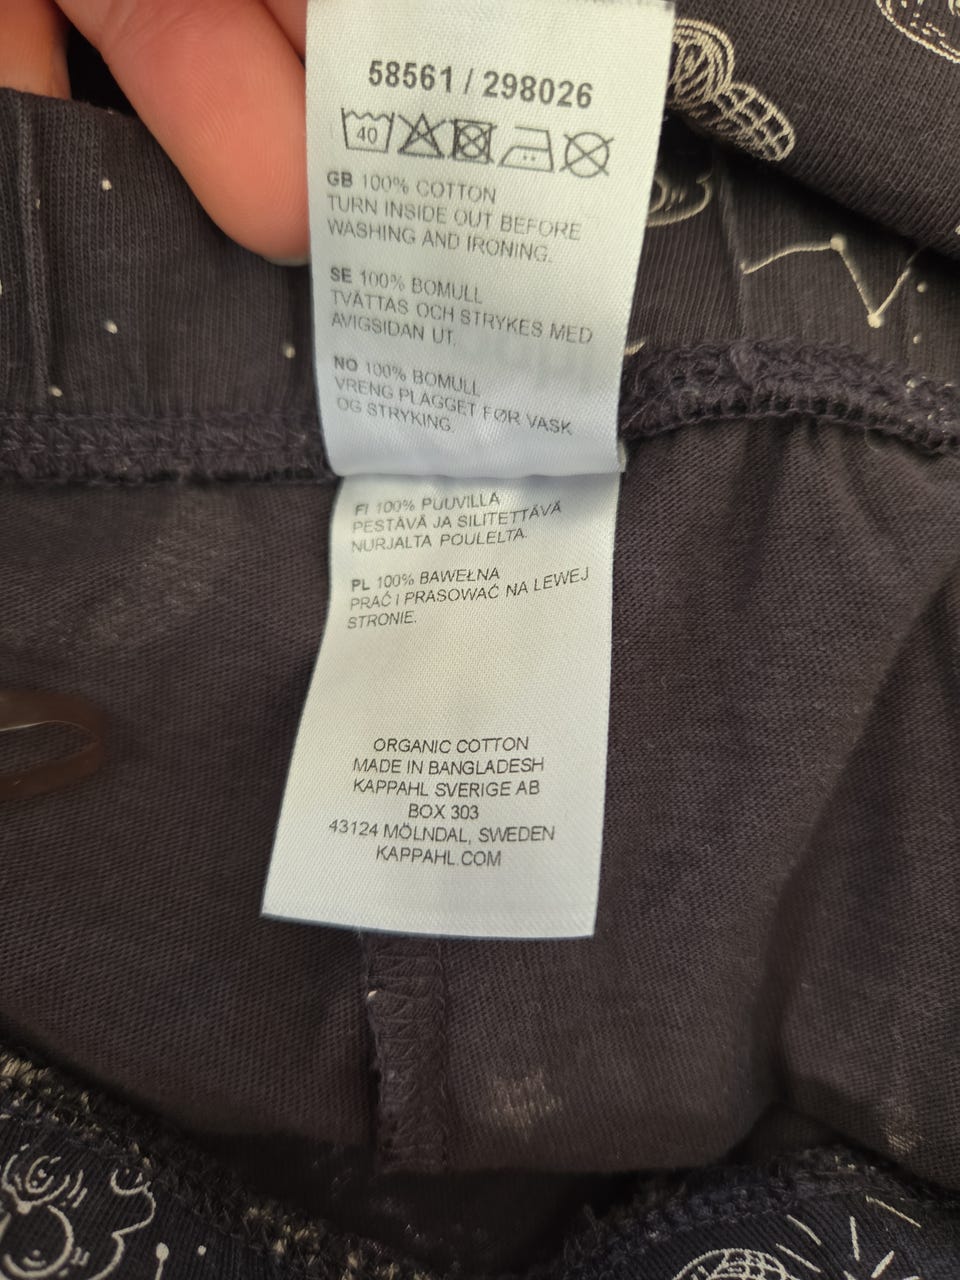 58561 / 298026
40
GB 100% COTTON
TURN INSIDE OUT BEFORE
WASHING AND IRONING.
SE 100% BOMULL
TVÄTTAS OCH STRYKES MED
AVIGSIDAN UT.
NO 100% BOMULL
VRENG PLAGGET FØR VASK
OG STRYKING.
FI 100% PUUVILLA
PESTÄVÄ JA SILITETTÄVÄ
NURJALTA POULELTA.
PL 100% BAWEŁNA
PRAĆ I PRASOWAĆ NA LEWEJ
STRONIE.
ORGANIC COTTON
MADE IN BANGLADESH
KAPPAHL SVERIGE AB
BOX 303
43124 MÖLNDAL, SWEDEN
KAPPAHL.COM